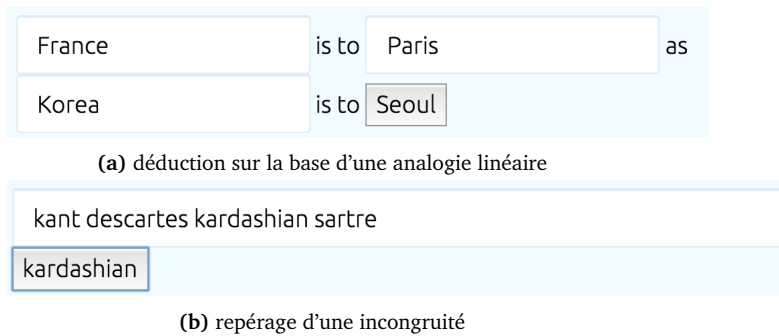 France is to Paris as
Korea is to Seoul
(a) déduction sur la base d’une analogie linéaire
kant descartes kardashian sartre
kardashian
(b) repérage d’une incongruité